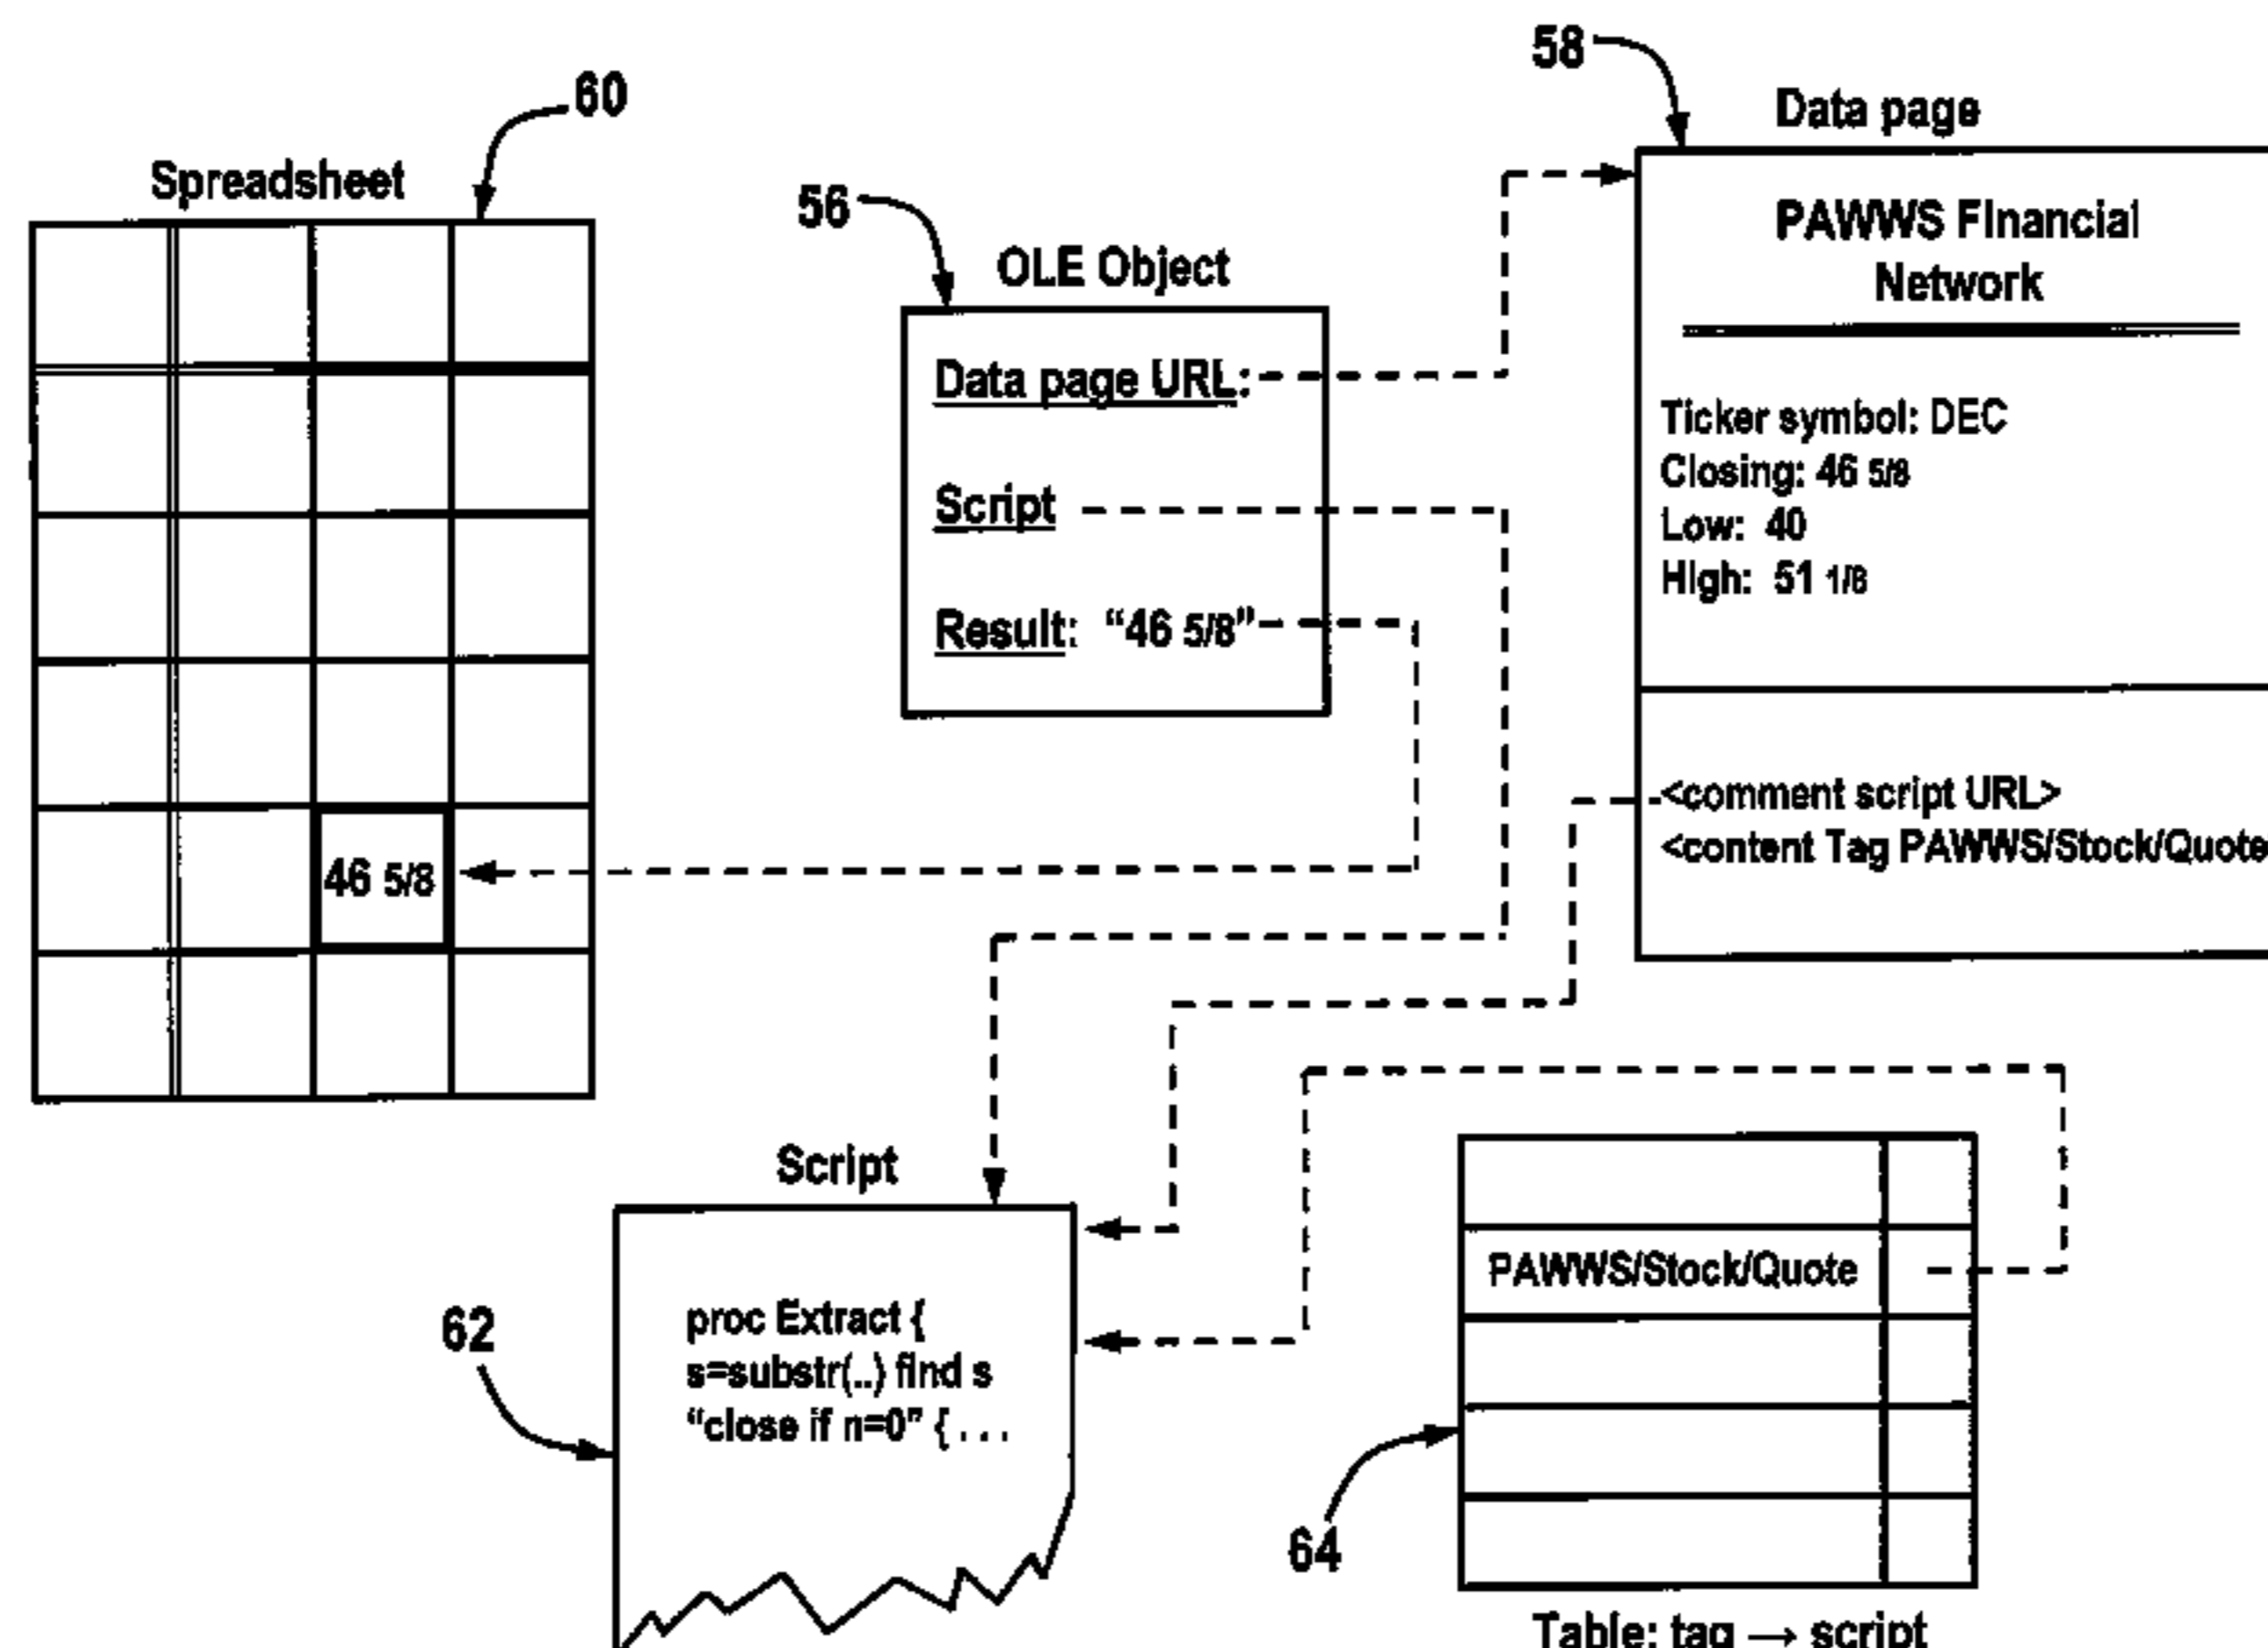 58
Data page
60
Spreadsheet
56
OLE Object
PAWWS Financial
Network
Data page URL:
Script
Result: “46 5/8”
Ticker symbol: DEC
Closing: 46 5/8
Low: 40
High: 51 1/8
46 5/8
<comment script URL>
<content Tag PAWWS/Stock/Quote
Script
62
proc Extract {
s=substr(..) find s
“close if n=0” { . . .
PAWWS/Stock/Quote
64
Table: tag → script